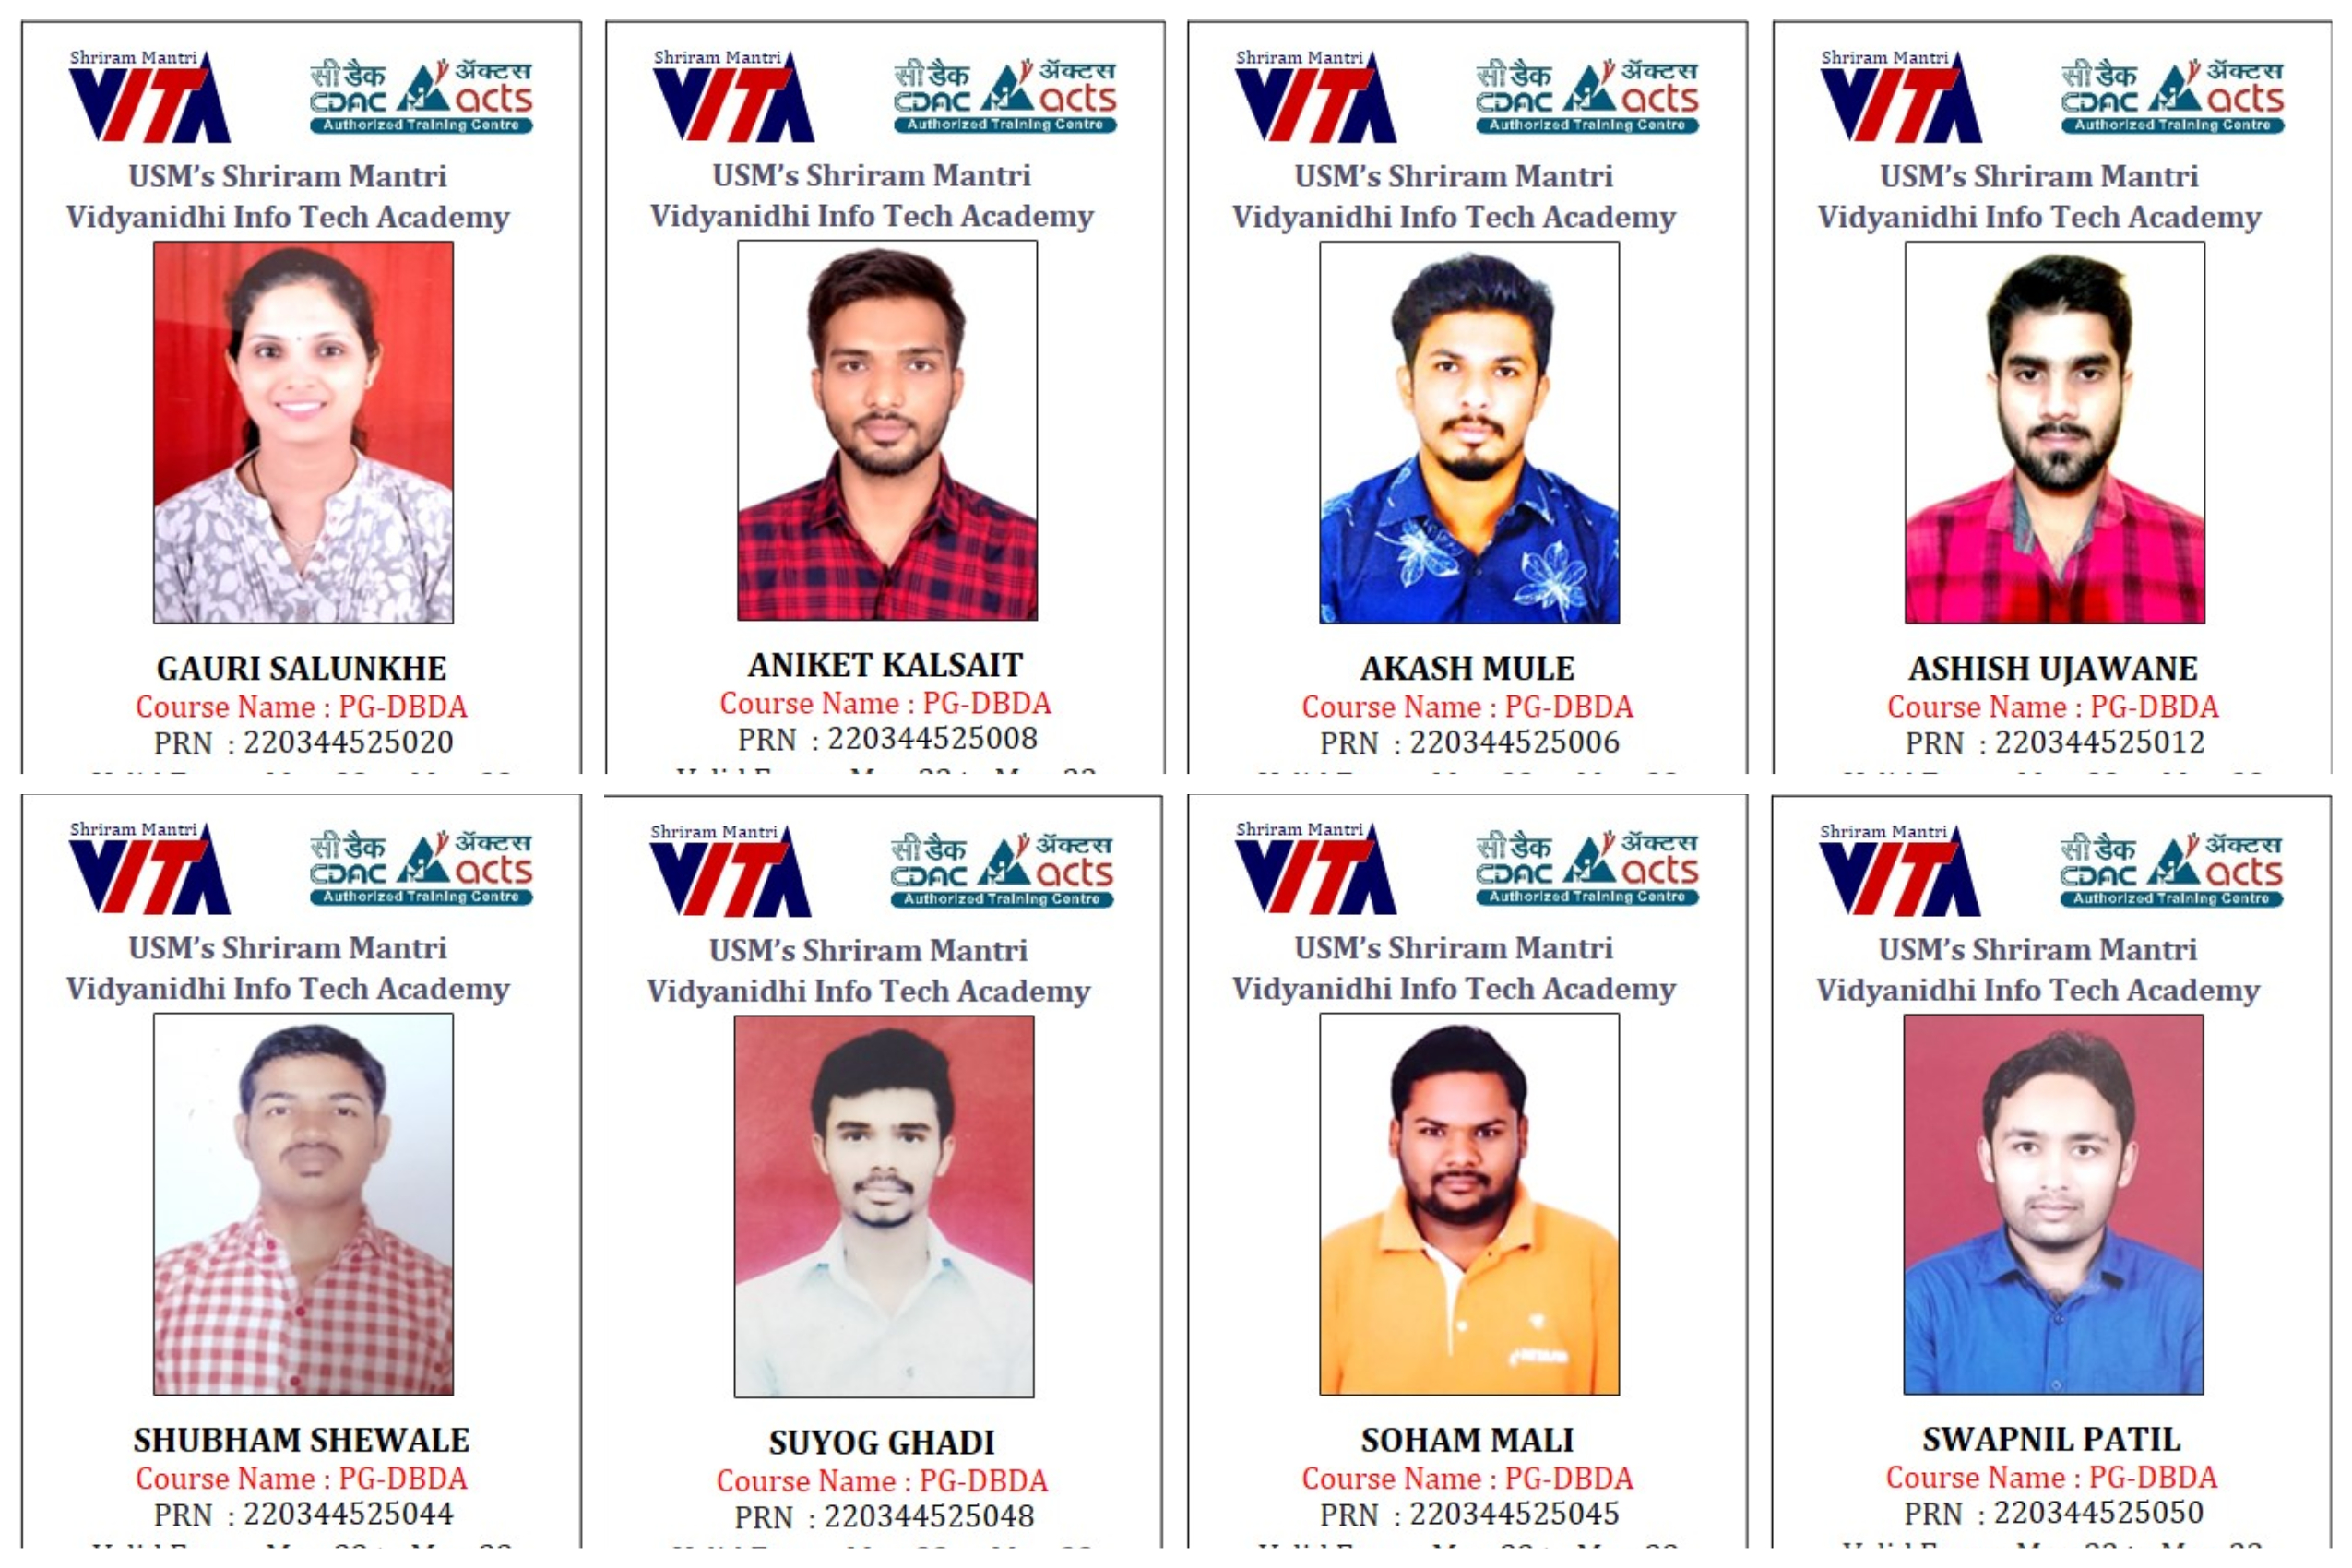 Shriram Mantri
VITA
सी डैक ॲक्टस
CDAC acts
Authorized Training Centre
USM's Shriram Mantri
Vidyanidhi Info Tech Academy
GAURI SALUNKHE
Course Name : PG-DBDA
PRN : 220344525020
Shriram Mantri
VITA
सी डैक ॲक्टस
CDAC acts
Authorized Training Centre
USM's Shriram Mantri
Vidyanidhi Info Tech Academy
ANIKET KALSAIT
Course Name : PG-DBDA
PRN : 220344525008
Shriram Mantri
VITA
सी डैक ॲक्टस
CDAC acts
Authorized Training Centre
USM's Shriram Mantri
Vidyanidhi Info Tech Academy
AKASH MULE
Course Name : PG-DBDA
PRN : 220344525006
Shriram Mantri
VITA
सी डैक ॲक्टस
CDAC acts
Authorized Training Centre
USM's Shriram Mantri
Vidyanidhi Info Tech Academy
ASHISH UJAWANE
Course Name : PG-DBDA
PRN : 220344525012
Shriram Mantri
VITA
सी डैक ॲक्टस
CDAC acts
Authorized Training Centre
USM's Shriram Mantri
Vidyanidhi Info Tech Academy
SHUBHAM SHEWALE
Course Name : PG-DBDA
PRN : 220344525044
Shriram Mantri
VITA
सी डैक ॲक्टस
CDAC acts
Authorized Training Centre
USM's Shriram Mantri
Vidyanidhi Info Tech Academy
SUYOG GHADI
Course Name : PG-DBDA
PRN : 220344525048
Shriram Mantri
VITA
सी डैक ॲक्टस
CDAC acts
Authorized Training Centre
USM's Shriram Mantri
Vidyanidhi Info Tech Academy
SOHAM MALI
Course Name : PG-DBDA
PRN : 220344525045
Shriram Mantri
VITA
सी डैक ॲक्टस
CDAC acts
Authorized Training Centre
USM's Shriram Mantri
Vidyanidhi Info Tech Academy
SWAPNIL PATIL
Course Name : PG-DBDA
PRN : 220344525050